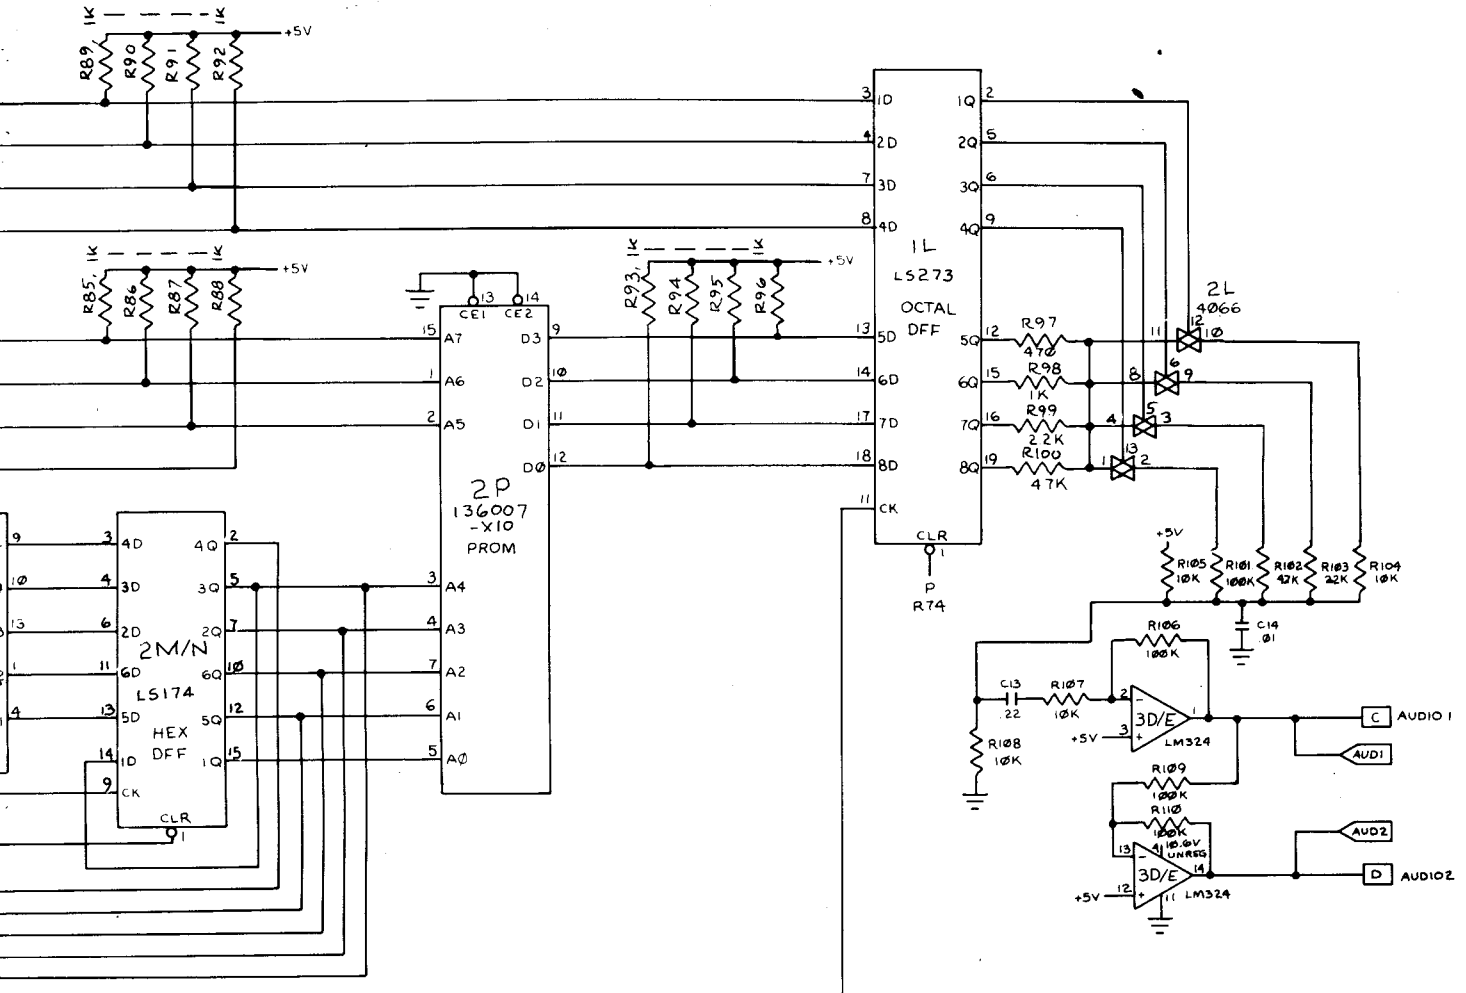 1K 1K
+5V
R89, R90 R91 R92
3 1D 1Q 2
4 2D 2Q 5
7 3D 3Q 6
8 4D 4Q 9
1L
LS273
OCTAL
DFF
1K 1K
+5V
R85, R86 R87 R88
13 14
CE1 CE2
15 A7 D3 9
1 A6 D2 10
2 A5 D1 11
D0 12
2P
136007
-X10
PROM
3 A4
4 A3
7 A2
6 A1
5 A0
1K 1K
+5V
R93, R94 R95 R96
13 5D 5Q 12
14 6D 6Q 15
17 7D 7Q 16
18 8D 8Q 19
11 CK
CLR
1
P
R74
R97
470
R98
1K
R99
22K
R100
47K
2L
4066
11 12 10
8 6 9
4 5 3
1 13 2
9 3 4D 4Q 2
10 4 3D 3Q 5
13 6 2D 2Q 7
1 11 6D 6Q 10
4 13 5D 5Q 12
14 1D 1Q 15
9 CK
2M/N
LS174
HEX
DFF
CLR
1
+5V
R105
10K
R101
100K
R102
47K
R103
22K
R104
10K
C14
.01
R106
100K
C13
.22
R107
10K
R108
10K
2 - 1
3D/E
+5V 3 +
LM324
C AUDIO 1
AUD1
R109
100K
R110
100K
10.6V
UNREG
13 - 4 14
3D/E
+5V 12 + 11
LM324
AUD2
D AUDIO 2